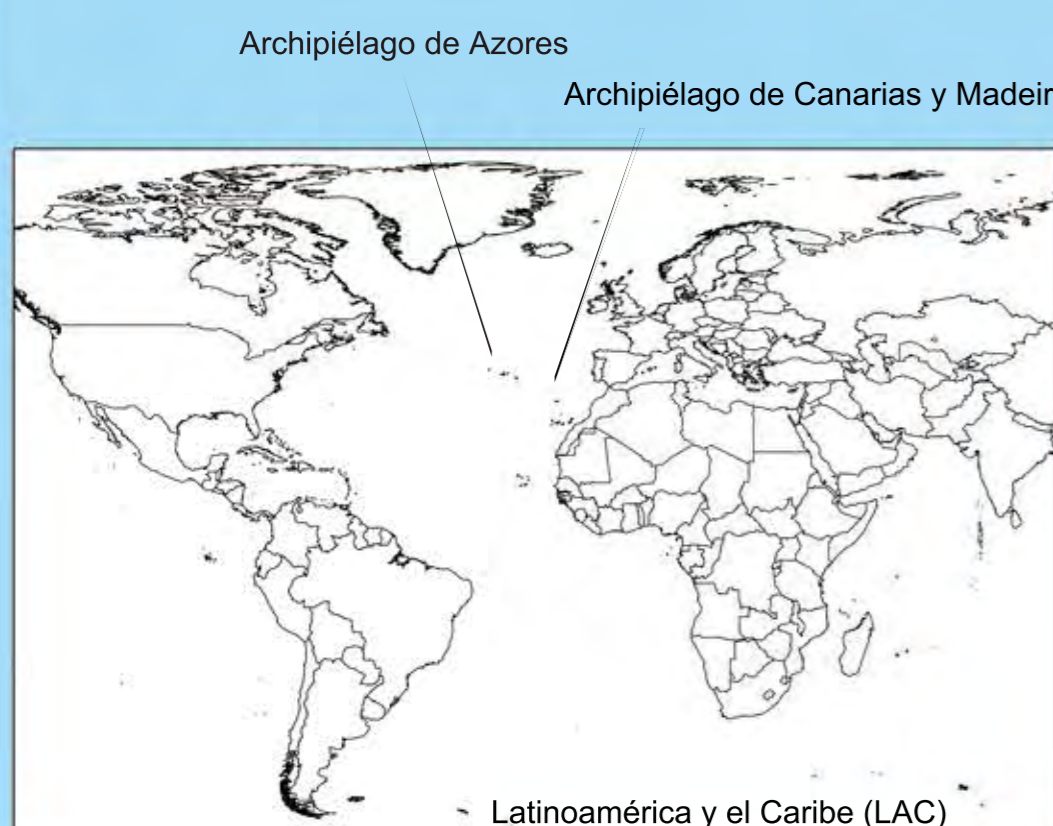 Archipiélago de Azores
Archipiélago de Canarias y Madeir
Latinoamérica y el Caribe (LAC)